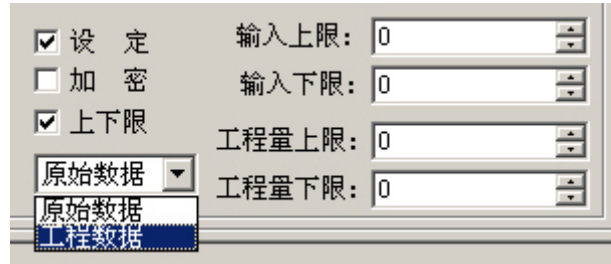 设 定
输入上限: 0
加 密
输入下限: 0
上下限
工程量上限: 0
原始数据
工程量下限: 0
原始数据
工程数据